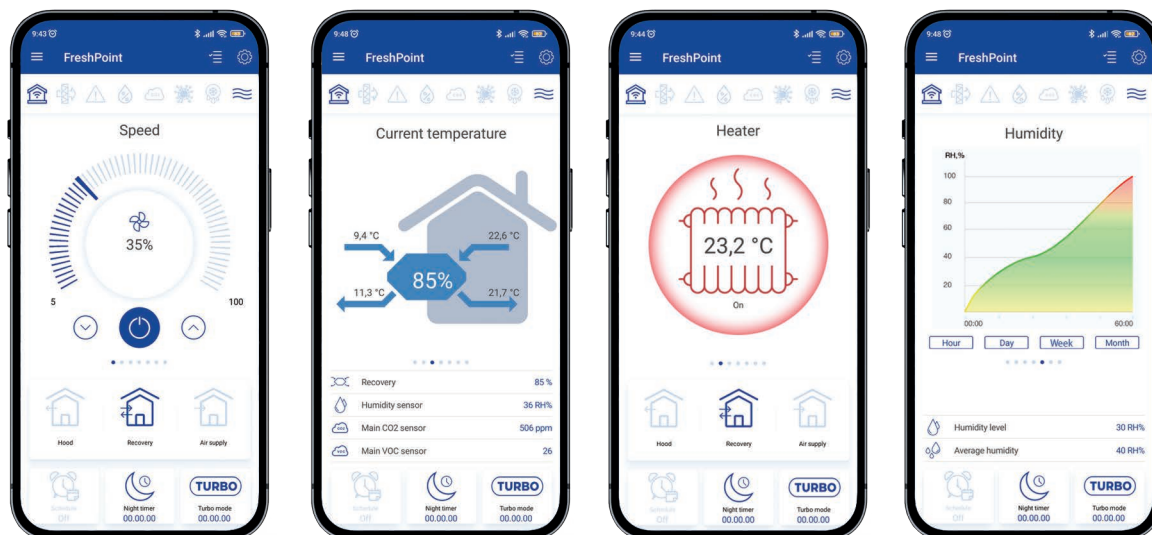 9:43
FreshPoint
Speed
35%
5
100
Hood
Recovery
Air supply
Schedule
Off
Night timer
00.00.00
TURBO
Turbo mode
00.00.00
9:48
FreshPoint
Current temperature
9,4 °C
22,6 °C
85%
11,3 °C
21,7 °C
Recovery 85 %
Humidity sensor 36 RH%
CO2 Main CO2 sensor 506 ppm
VOC Main VOC sensor 26
Schedule
Off
Night timer
00.00.00
TURBO
Turbo mode
00.00.00
9:44
FreshPoint
Heater
23,2 °C
On
Hood
Recovery
Air supply
Schedule
Off
Night timer
00.00.00
TURBO
Turbo mode
00.00.00
9:48
FreshPoint
Humidity
RH,%
100
80
60
40
20
00:00
60:00
Hour
Day
Week
Month
Humidity level 30 RH%
Average humidity 40 RH%
Schedule
Off
Night timer
00.00.00
TURBO
Turbo mode
00.00.00